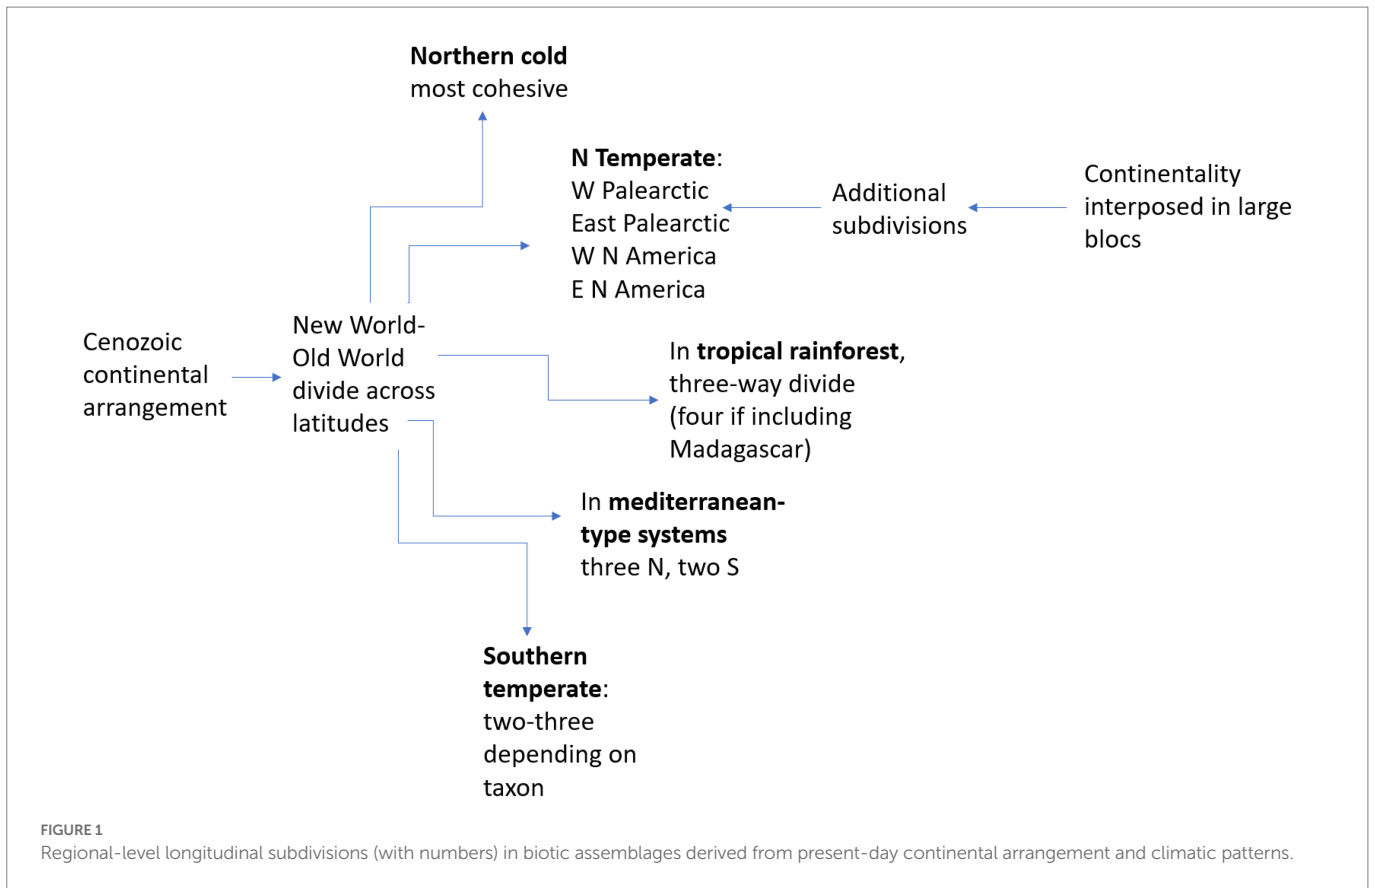 Northern cold
most cohesive
N Temperate:
W Palearctic
East Palearctic
W N America
E N America
Additional
subdivisions
Continentality
interposed in large
blocs
Cenozoic
continental
arrangement
New World-
Old World
divide across
latitudes
In tropical rainforest,
three-way divide
(four if including
Madagascar)
In mediterranean-
type systems
three N, two S
Southern
temperate:
two-three
depending on
taxon
FIGURE 1
Regional-level longitudinal subdivisions (with numbers) in biotic assemblages derived from present-day continental arrangement and climatic patterns.